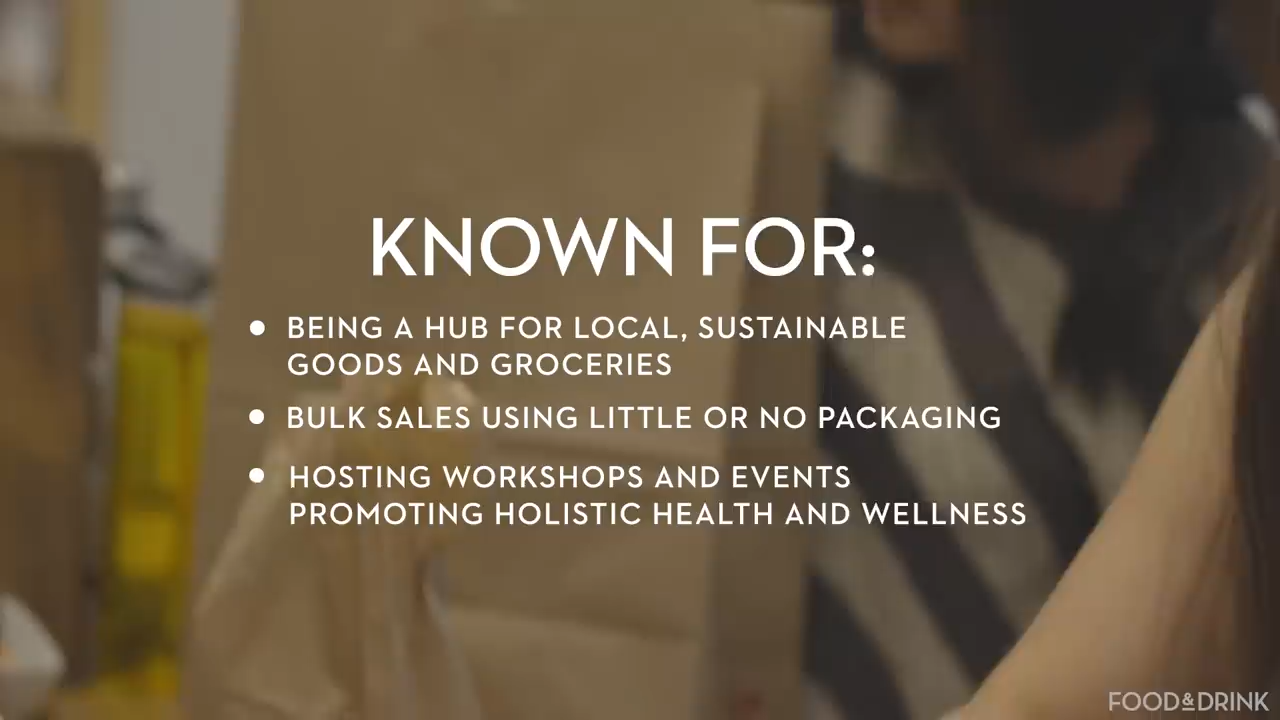 KNOWN FOR:
● BEING A HUB FOR LOCAL, SUSTAINABLE
GOODS AND GROCERIES
● BULK SALES USING LITTLE OR NO PACKAGING
● HOSTING WORKSHOPS AND EVENTS
PROMOTING HOLISTIC HEALTH AND WELLNESS
FOOD&DRINK